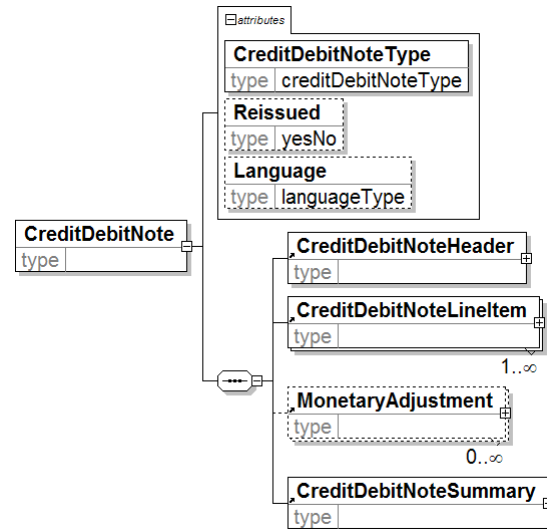 attributes
CreditDebitNoteType
type creditDebitNoteType
Reissued
type yesNo
Language
type languageType
CreditDebitNote
type
CreditDebitNoteHeader
type
CreditDebitNoteLineItem
type
1..∞
MonetaryAdjustment
type
0..∞
CreditDebitNoteSummary
type